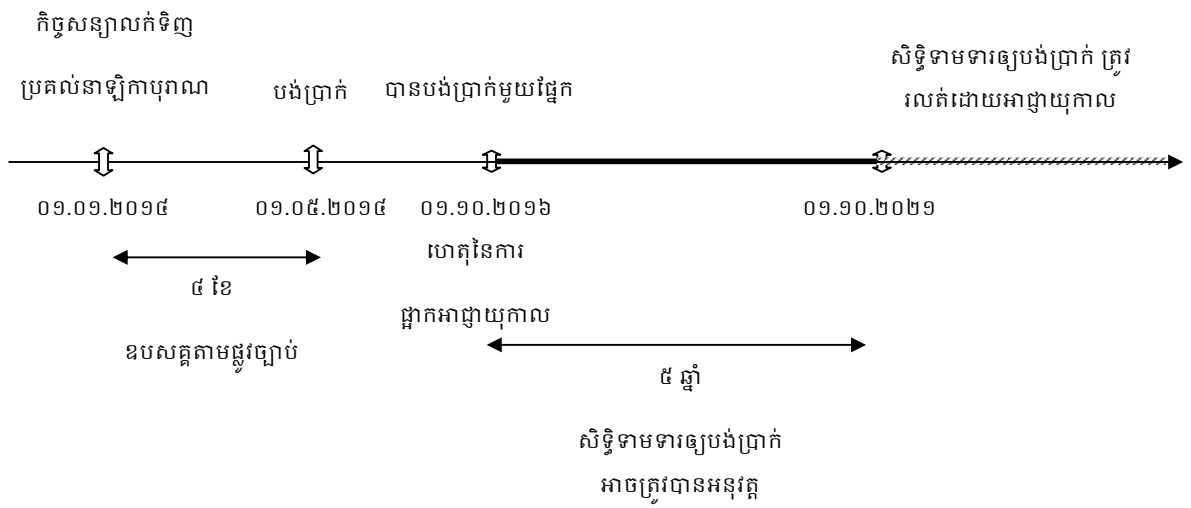 កិច្ចសន្យាលក់ទិញ
ប្រគល់នាឡិកាបុរាណ
បង់ប្រាក់
បានបង់ប្រាក់មួយផ្នែក
សិទ្ធិទាមទារឲ្យបង់ប្រាក់ ត្រូវ
រលត់ដោយអាជ្ញាយុកាល
០១.០១.២០១៤
០១.០៥.២០១៤
០១.១០.២០១៦
០១.១០.២០២១
ហេតុនៃការ
ផ្អាកអាជ្ញាយុកាល
៤ ខែ
ឧបសគ្គតាមផ្លូវច្បាប់
៥ ឆ្នាំ
សិទ្ធិទាមទារឲ្យបង់ប្រាក់
អាចត្រូវបានអនុវត្ត